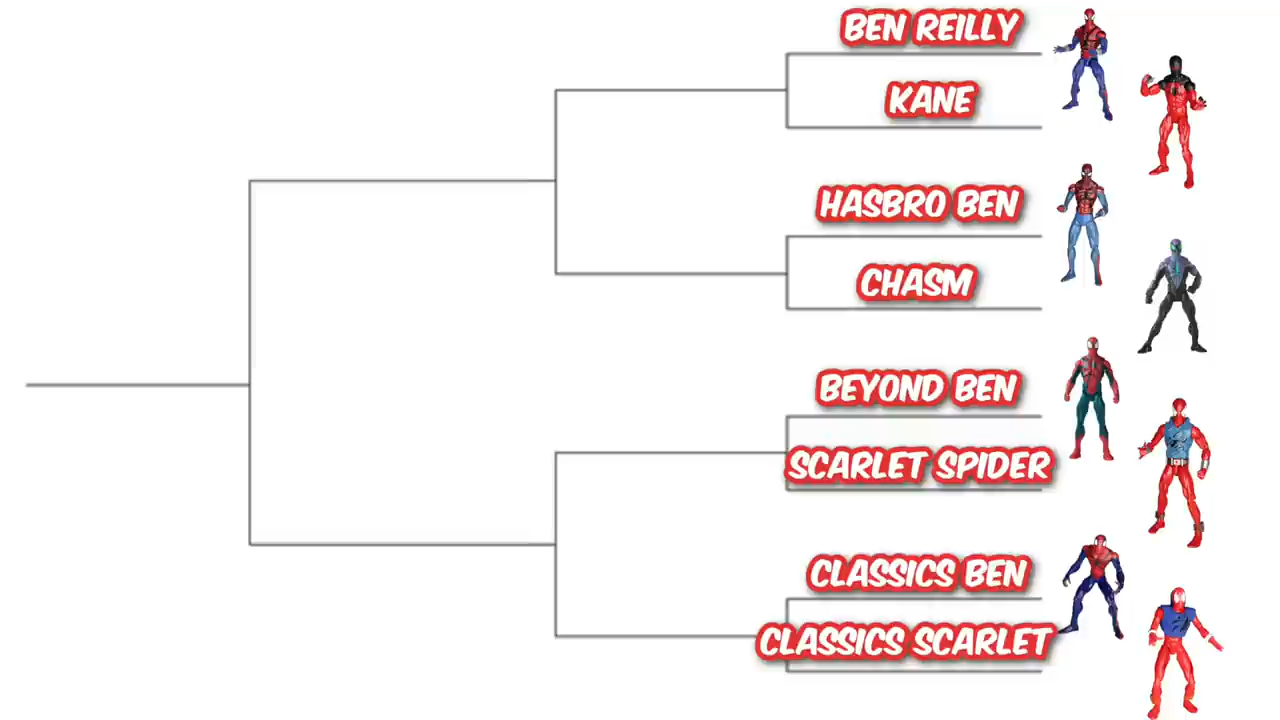 BEN REILLY
KANE
HASBRO BEN
CHASM
BEYOND BEN
SCARLET SPIDER
CLASSICS BEN
CLASSICS SCARLET